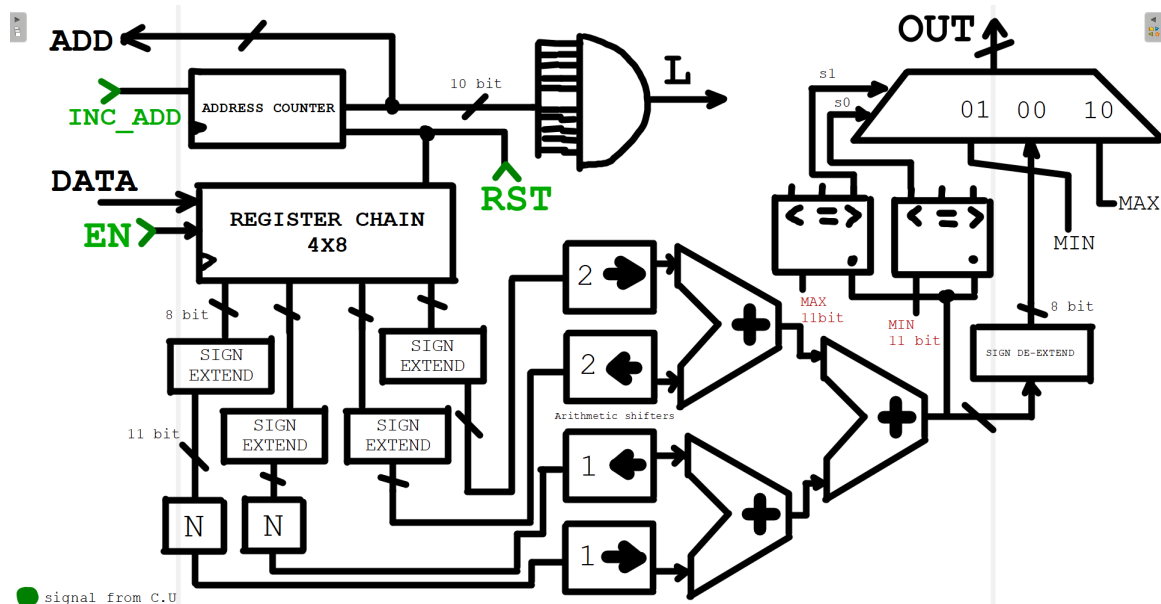 ADD
OUT
10 bit
L
s1
s0
INC_ADD
ADDRESS COUNTER
01 00 10
DATA
RST
EN
REGISTER CHAIN
4X8
< = >
< = >
MAX
MIN
8 bit
2
MAX
11bit
MIN
11 bit
8 bit
SIGN
EXTEND
SIGN
EXTEND
2
+
SIGN DE-EXTEND
Arithmetic shifters
11 bit
SIGN
EXTEND
SIGN
EXTEND
+
1
N
N
+
1
signal from C.U